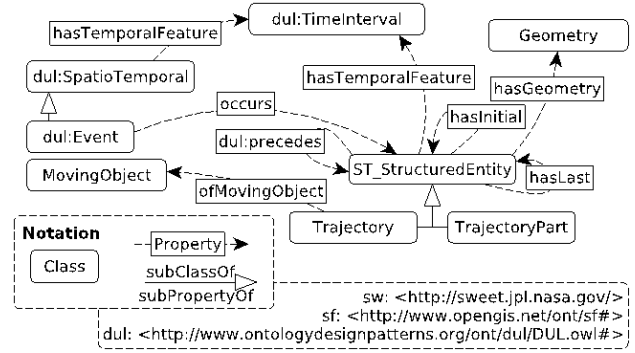 dul:TimeInterval
hasTemporalFeature
Geometry
dul:SpatioTemporal
hasTemporalFeature
hasGeometry
occurs
hasInitial
dul:Event
dul:precedes
MovingObject
ST_StructuredEntity
hasLast
ofMovingObject
Trajectory
TrajectoryPart
Notation
Property
Class
subClassOf
subPropertyOf
sw: <http://sweet.jpl.nasa.gov/>
sf: <http://www.opengis.net/ont/sf#>
dul: <http://www.ontologydesignpatterns.org/ont/dul/DUL.owl#>